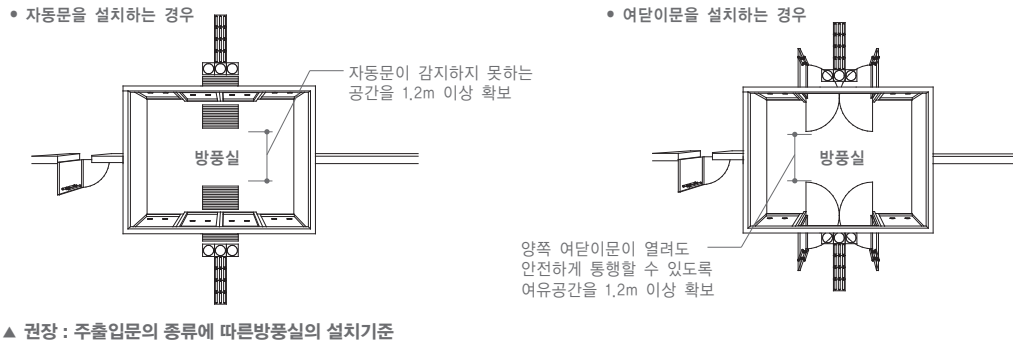 • 자동문을 설치하는 경우
자동문이 감지하지 못하는
공간을 1.2m 이상 확보
방풍실
• 여닫이문을 설치하는 경우
방풍실
양쪽 여닫이문이 열려도
안전하게 통행할 수 있도록
여유공간을 1.2m 이상 확보
▲ 권장 : 주출입문의 종류에 따른방풍실의 설치기준